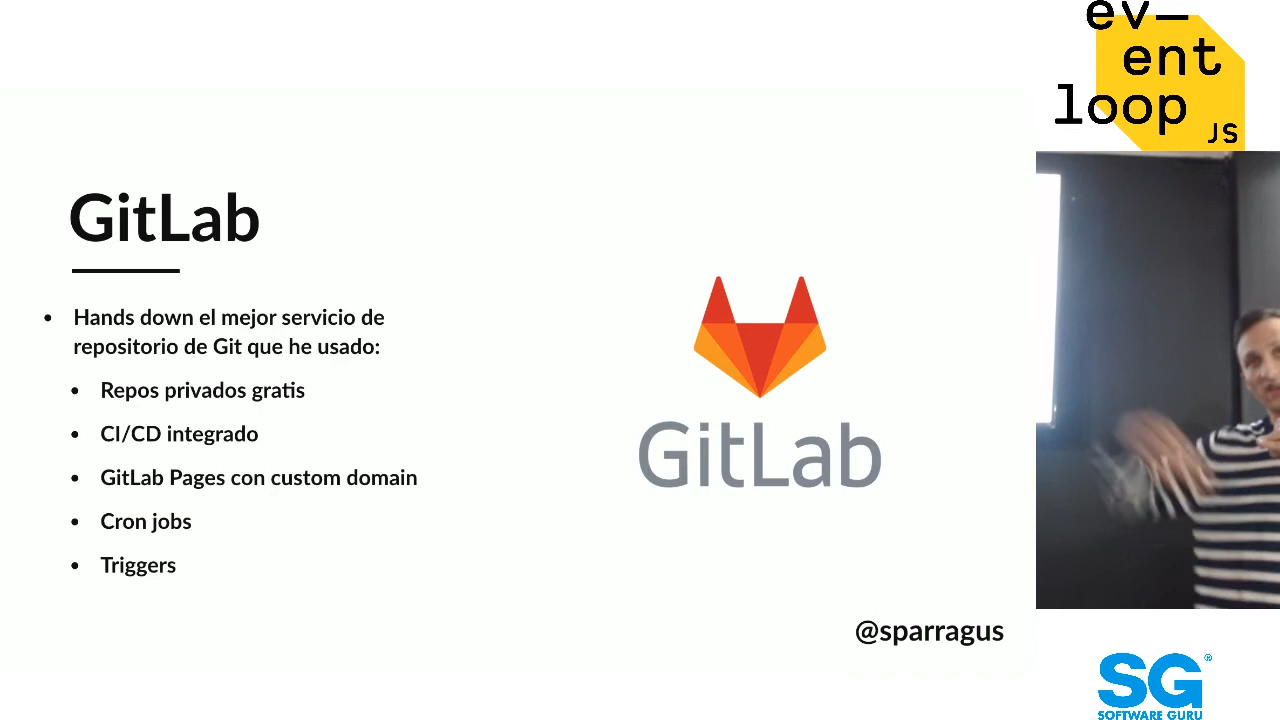 ev—
ent
loop
JS
GitLab
Hands down el mejor servicio de
repositorio de Git que he usado:
Repos privados gratis
CI/CD integrado
GitLab Pages con custom domain
Cron jobs
Triggers
GitLab
@sparragus
SG®
SOFTWARE GURU